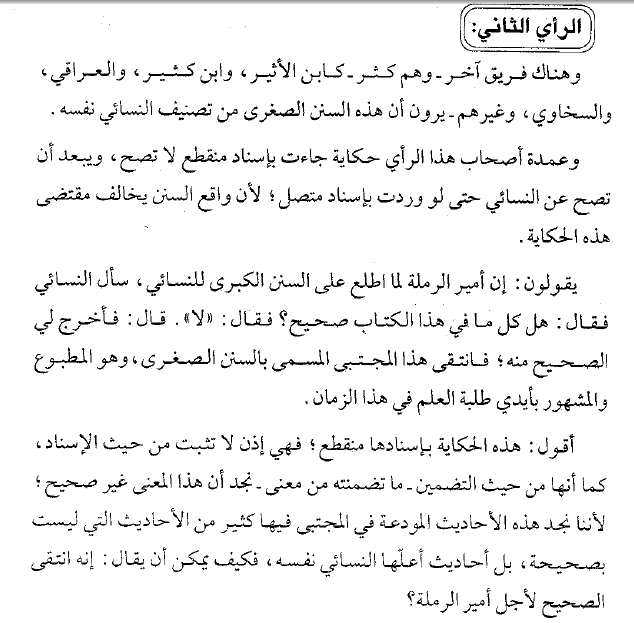 الرأي الثاني:
وهناك فريق آخر ـ وهم كثر ـ كـابن الأثير، وابن كـثـيـر، والعـراقي،
والسخاوي، وغيرهم ـ يرون أن هذه السنن الصغرى من تصنيف النسائي نفسه.
وعمدة أصحاب هذا الرأي حكاية جاءت بإسناد منقطع لا تصح، ويبعد أن
تصح عن النسائي حتى لو وردت بإسناد متصل؛ لأن واقع السنن يخالف مقتضى
هذه الحكاية.
يقولون: إن أمير الرملة لما اطلع على السنن الكبرى للنسائي، سأل النسائي
فقال: هل كل ما في هذا الكتاب صحيح؟ فقال: «لا». قال: فأخرج لي
الصحيح منه؛ فانتقى هذا المجتبى المسمى بالسنن الصغرى، وهو المطبوع
والمشهور بأيدي طلبة العلم في هذا الزمان.
أقول: هذه الحكاية بإسنادها منقطع؛ فهي إذن لا تثبت من حيث الإسناد،
كما أنها من حيث التضمين ـ ما تضمنته من معنى ـ نجد أن هذا المعنى غير صحيح؛
لأننا نجد هذه الأحاديث المودعة في المجتبى فيها كثير من الأحاديث التي ليست
بصحيحة، بل أحاديث أعلّها النسائي نفسه، فكيف يمكن أن يقال: إنه انتقى
الصحيح لأجل أمير الرملة؟